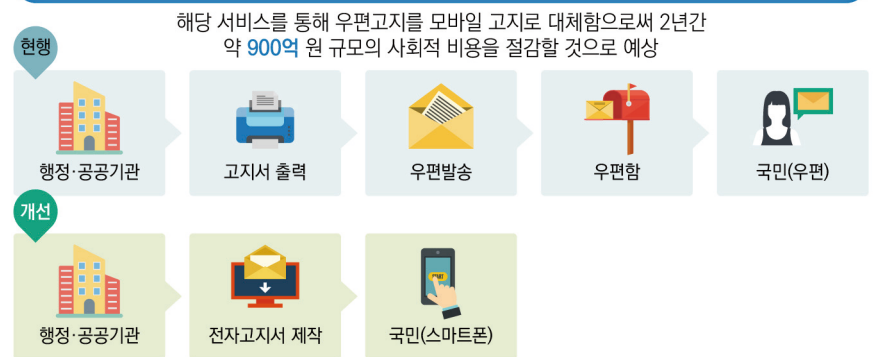 해당 서비스를 통해 우편고지를 모바일 고지로 대체함으로써 2년간
약 900억 원 규모의 사회적 비용을 절감할 것으로 예상
현행
행정·공공기관
고지서 출력
우편발송
우편함
국민(우편)
개선
행정·공공기관
전자고지서 제작
국민(스마트폰)